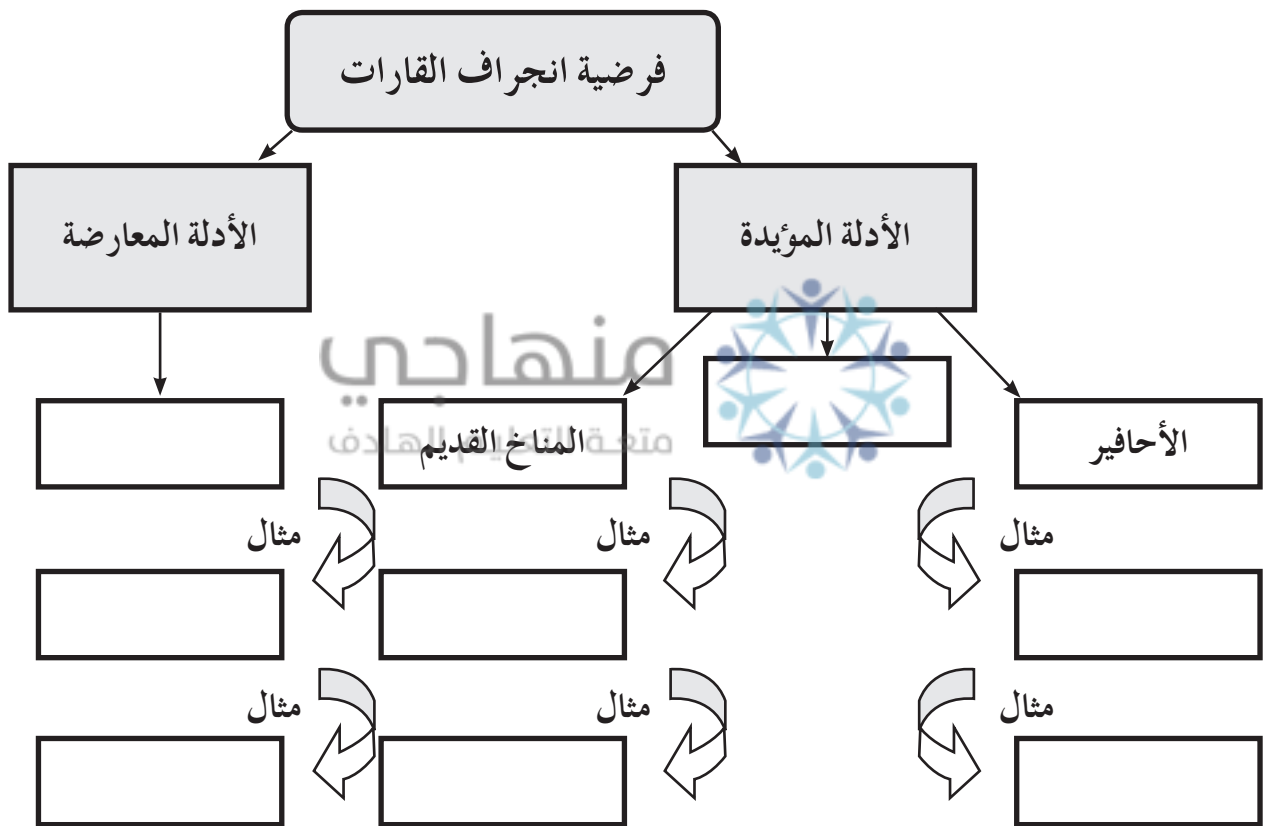 فرضية انجراف القارات
الأدلة المؤيدة
الأدلة المعارضة
منهاجي
متعة التعليم الهادف
الأحافير
المناخ القديم
مثال
مثال
مثال
مثال
مثال
مثال